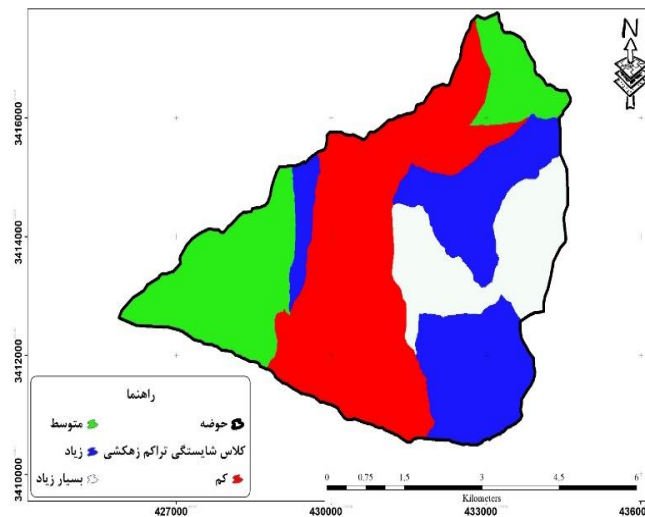 N
3416000
3414000
3412000
3410000
راهنما
حوضه متوسط
کلاس شایستگی تراکم زهکشی زیاد
کم بسیار زیاد
0 0.75 1.5 3 4.5 6
Kilometers
427000 430000 433000 43600